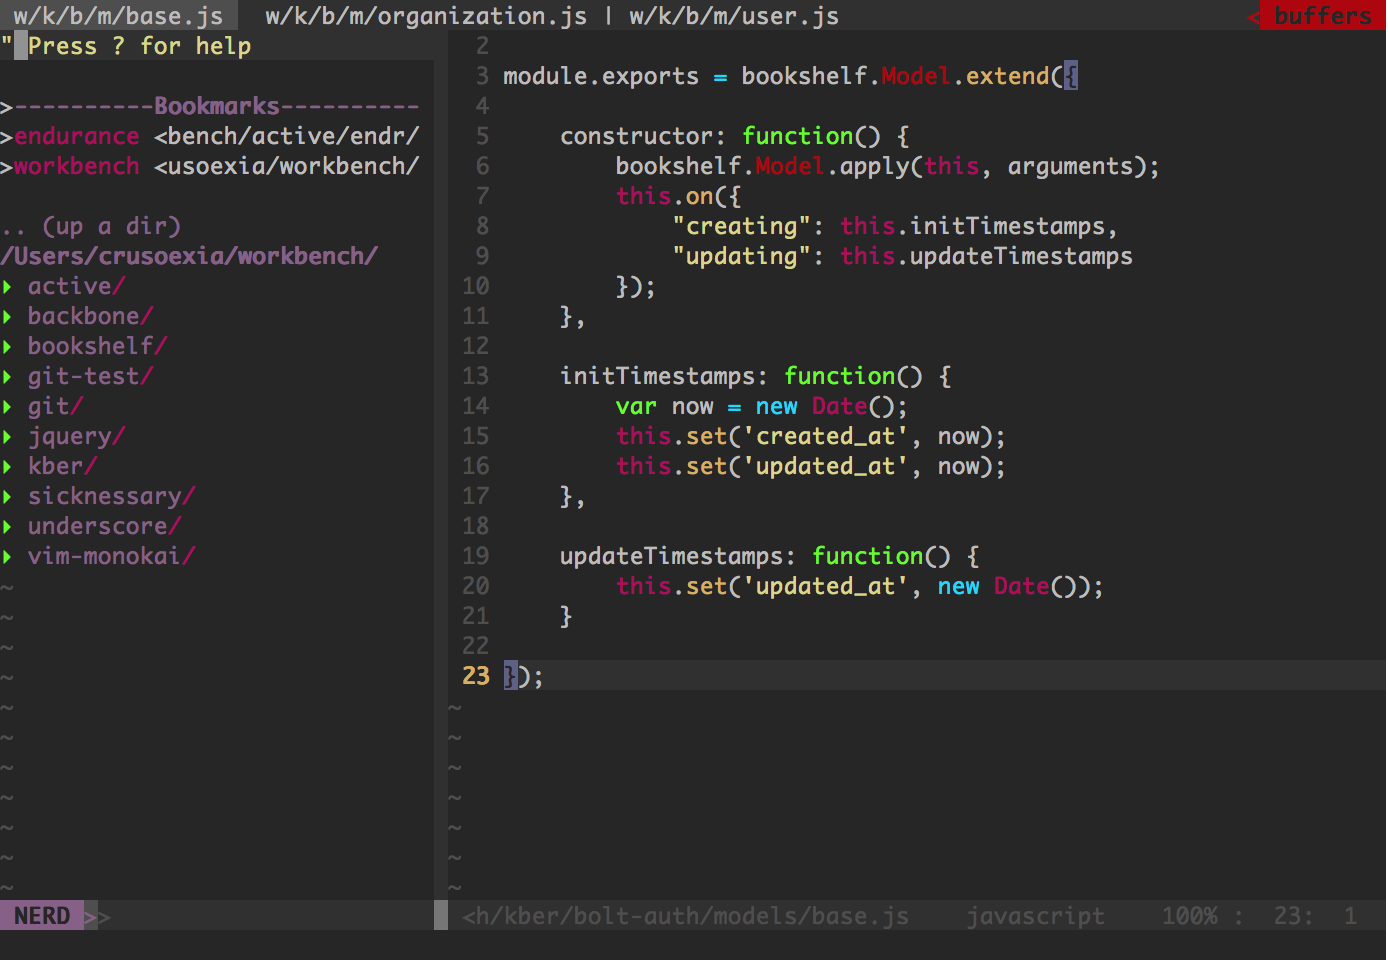 w/k/b/m/base.js  w/k/b/m/organization.js | w/k/b/m/user.js < buffers
" Press ? for help
>----------Bookmarks----------
>endurance <bench/active/endr/
>workbench <usoexia/workbench/
.. (up a dir)
/Users/crusoexia/workbench/
▸ active/
▸ backbone/
▸ bookshelf/
▸ git-test/
▸ git/
▸ jquery/
▸ kber/
▸ sicknessary/
▸ underscore/
▸ vim-monokai/
~
~
~
~
~
~
~
~
~
~
~
NERD >>
2
3 module.exports = bookshelf.Model.extend({
4
5     constructor: function() {
6         bookshelf.Model.apply(this, arguments);
7         this.on({
8             "creating": this.initTimestamps,
9             "updating": this.updateTimestamps
10         });
11     },
12
13     initTimestamps: function() {
14         var now = new Date();
15         this.set('created_at', now);
16         this.set('updated_at', now);
17     },
18
19     updateTimestamps: function() {
20         this.set('updated_at', new Date());
21     }
22
23 });
~
~
~
~
~
~
~
<h/kber/bolt-auth/models/base.js javascript 100% : 23: 1